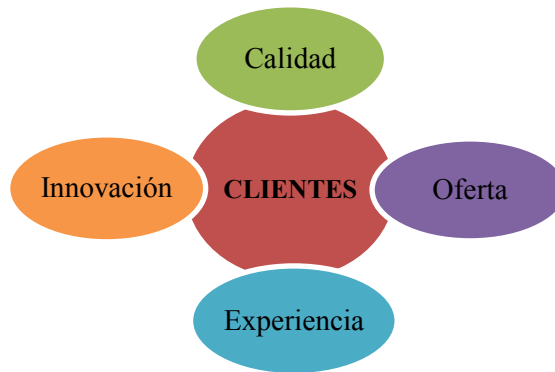 Calidad
Innovación
CLIENTES
Oferta
Experiencia